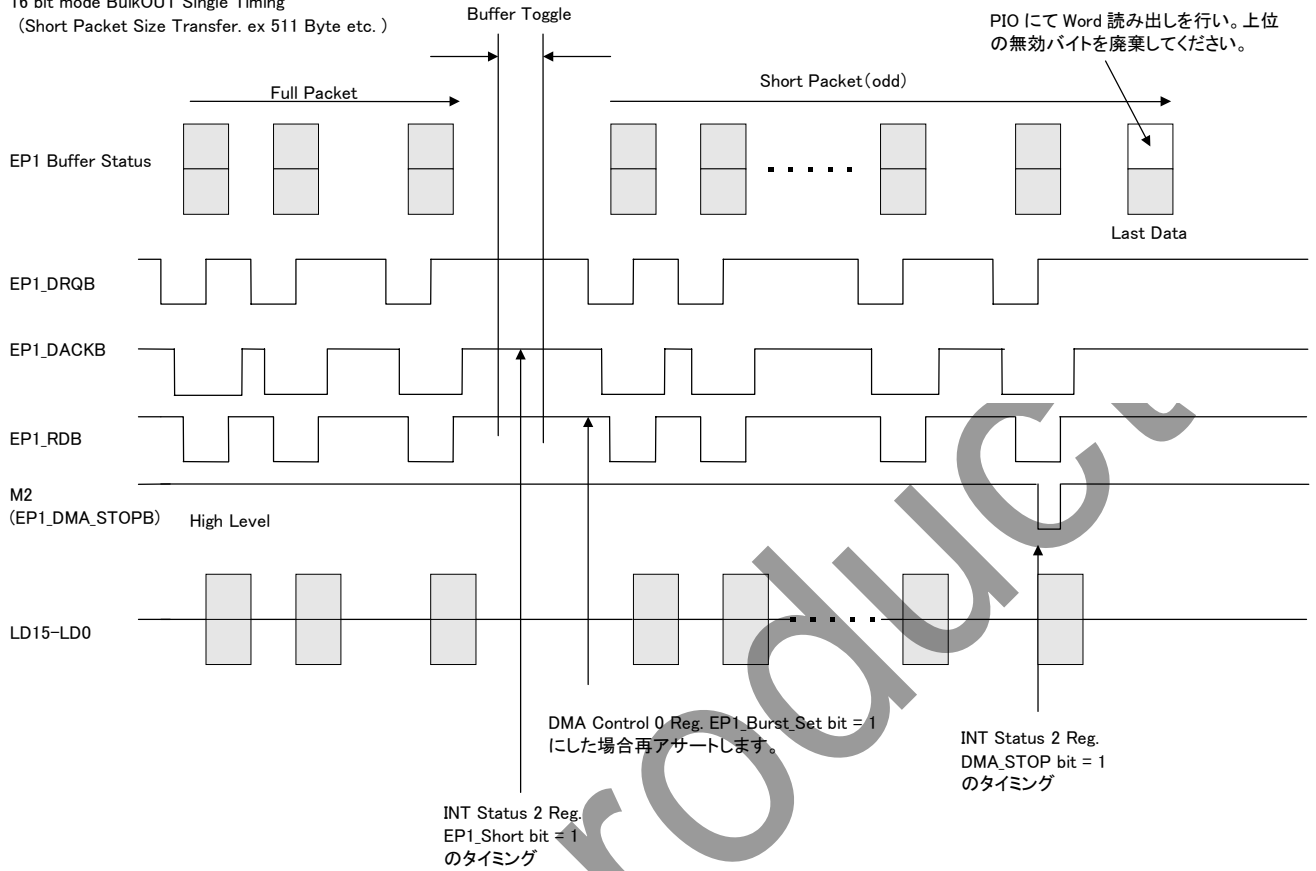 16 bit mode BulkOUT Single Timing
(Short Packet Size Transfer. ex 511 Byte etc. )
Buffer Toggle
PIO にて Word 読み出しを行い。上位
の無効バイトを廃棄してください。
Full Packet
Short Packet(odd)
EP1 Buffer Status
Last Data
EP1_DRQB
EP1_DACKB
EP1_RDB
M2
(EP1_DMA_STOPB)
High Level
LD15-LD0
DMA Control 0 Reg. EP1_Burst_Set bit = 1
にした場合再アサートします。
INT Status 2 Reg.
DMA_STOP bit = 1
のタイミング
INT Status 2 Reg.
EP1_Short bit = 1
のタイミング
roduct